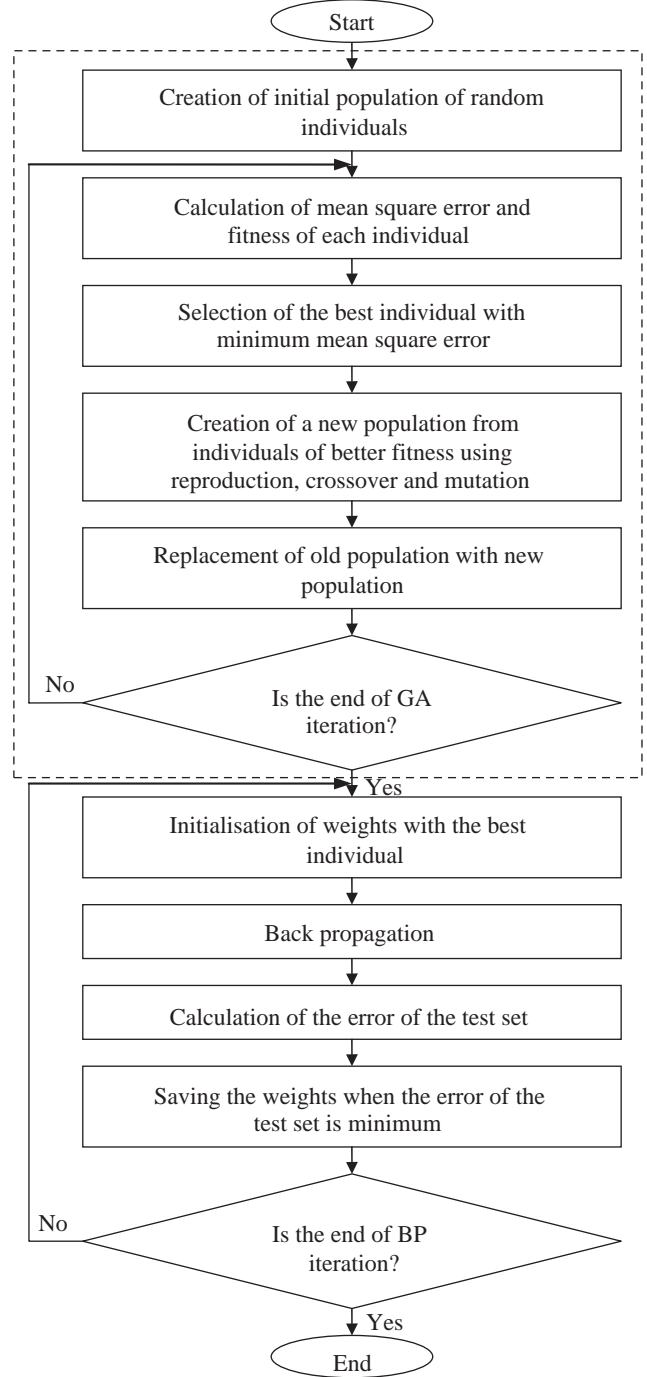 Start
Creation of initial population of random
individuals
Calculation of mean square error and
fitness of each individual
Selection of the best individual with
minimum mean square error
Creation of a new population from
individuals of better fitness using
reproduction, crossover and mutation
Replacement of old population with new
population
No
Is the end of GA
iteration?
Yes
Initialisation of weights with the best
individual
Back propagation
Calculation of the error of the test set
Saving the weights when the error of the
test set is minimum
No
Is the end of BP
iteration?
Yes
End